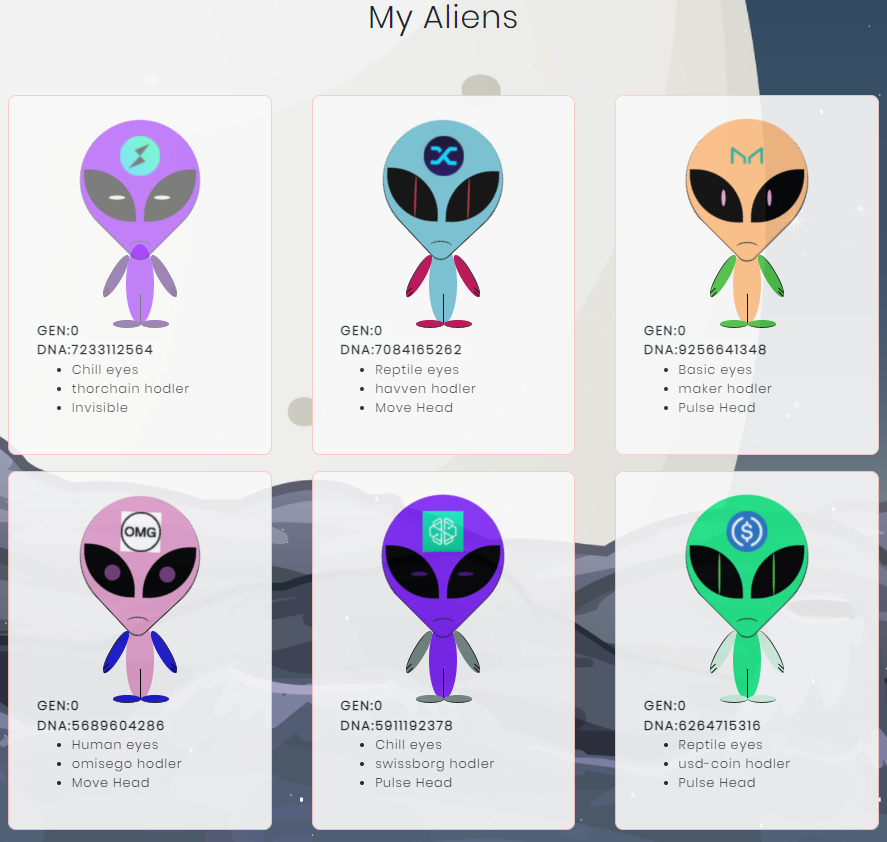 My Aliens
GEN:0
DNA:7233112564
Chill eyes
thorchain hodler
Invisible
GEN:0
DNA:7084165262
Reptile eyes
havven hodler
Move Head
GEN:0
DNA:9256641348
Basic eyes
maker hodler
Pulse Head
OMG
GEN:0
DNA:5689604286
Human eyes
omisego hodler
Move Head
GEN:0
DNA:5911192378
Chill eyes
swissborg hodler
Pulse Head
$
GEN:0
DNA:6264715316
Reptile eyes
usd-coin hodler
Pulse Head